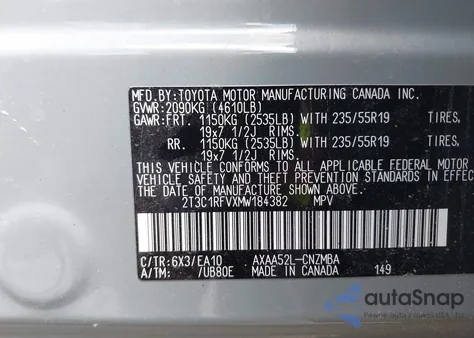 MFD.BY:TOYOTA MOTOR MANUFACTURING CANADA INC.
GVWR:2090KG (4610LB)
GAWR:FRT. 1150KG (2535LB) WITH 235/55R19 TIRES,
19x7 1/2J RIMS.
RR. 1150KG (2535LB) WITH 235/55R19 TIRES,
19x7 1/2J RIMS.
THIS VEHICLE CONFORMS TO ALL APPLICABLE FEDERAL MOTOR
VEHICLE SAFETY AND THEFT PREVENTION STANDARDS IN EFFE
ON THE DATE OF MANUFACTURE SHOWN ABOVE.
2T3C1RFVXMW184382 MPV
C/TR:6X3/EA10 AXAA52L-CNZMBA
A/TM: /UB80E MADE IN CANADA 149
autoSnap